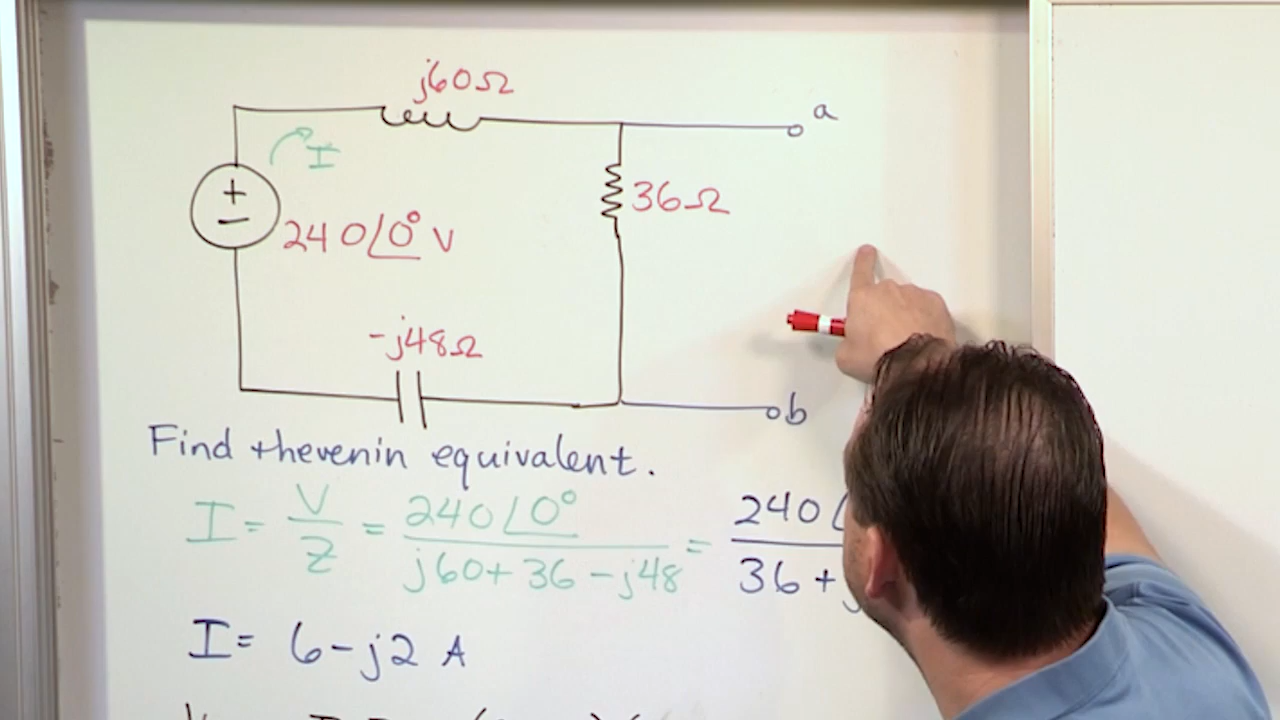 j60Ω
a
I
+
−
240∠0° V
36Ω
-j48Ω
b
Find thevenin equivalent.
I = V/Z = 240∠0° / j60 + 36 - j48 = 240∠ / 36 +
I = 6 - j2 A